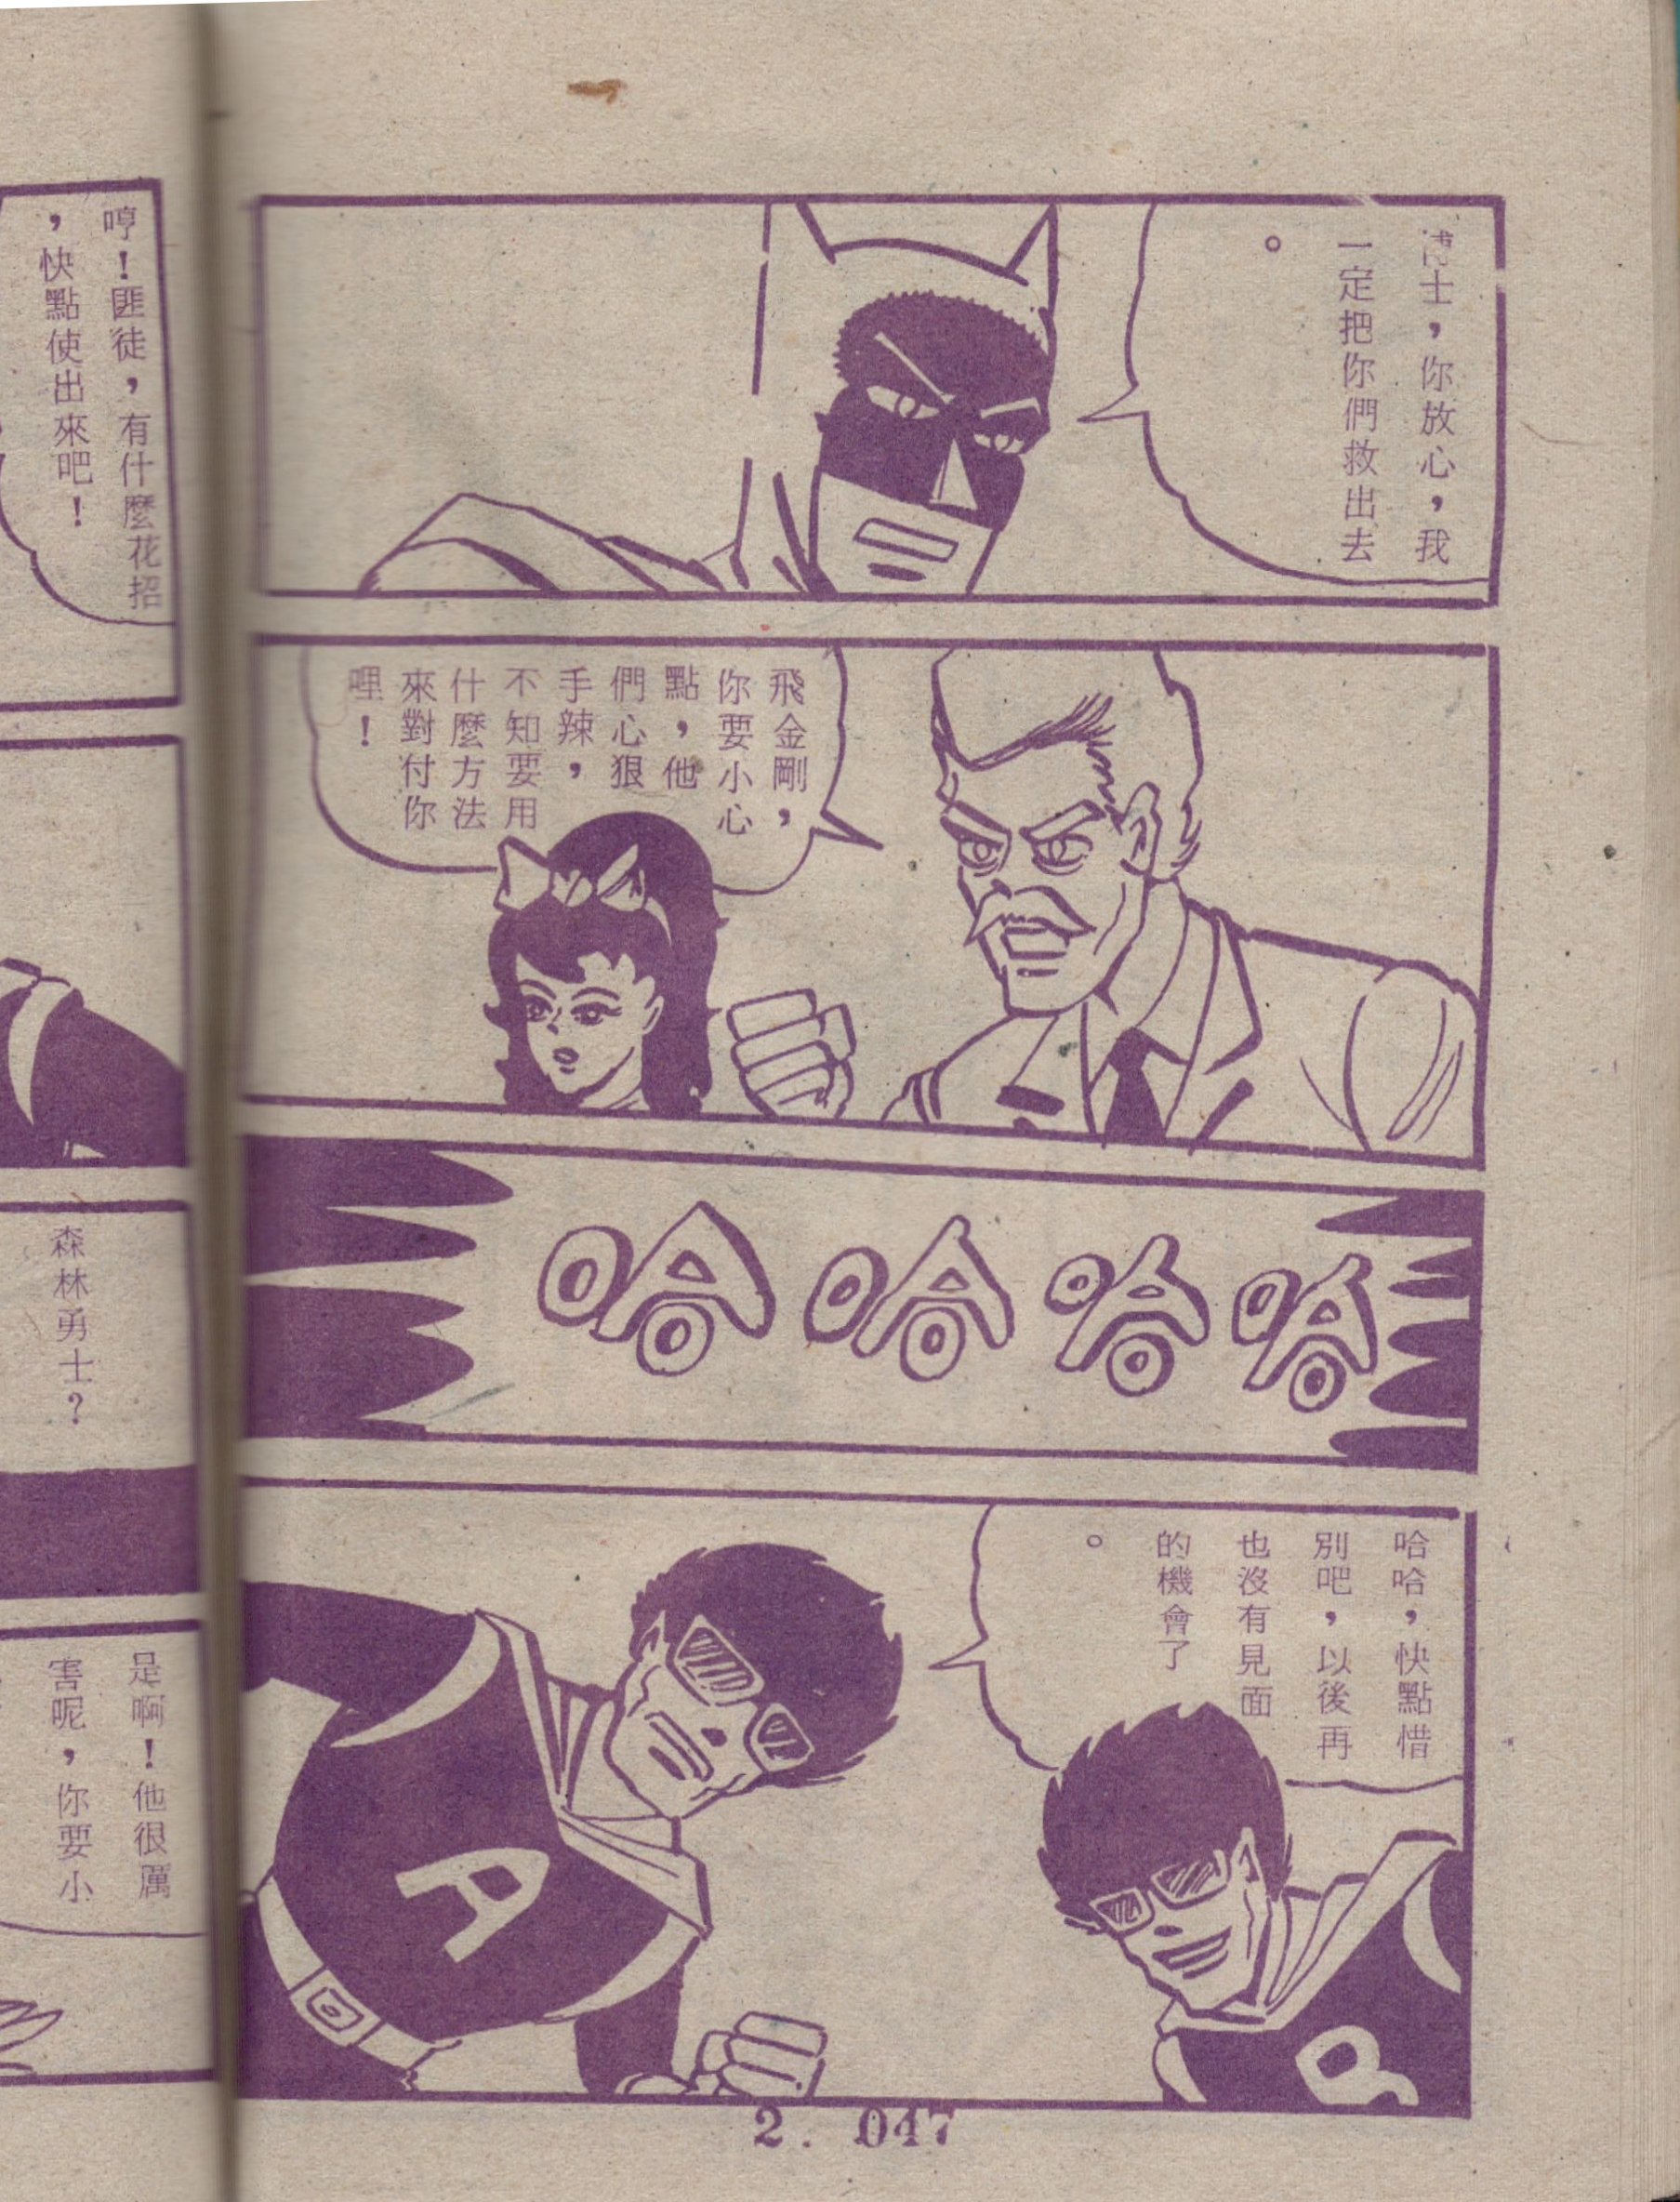 博士，你放心，我
一定把你們救出去
。
飛金剛，
你要小心
點，他
們心狠
手辣，
不知要用
什麼方法
來對付你
哩！
哈哈哈哈
哈哈，快點惜
別吧，以後再
也沒有見面
的機會了
。
A
2. 047
哼！匪徒，有什麼花招
，快點使出來吧！
森林勇士？
是啊！他很厲
害呢，你要小